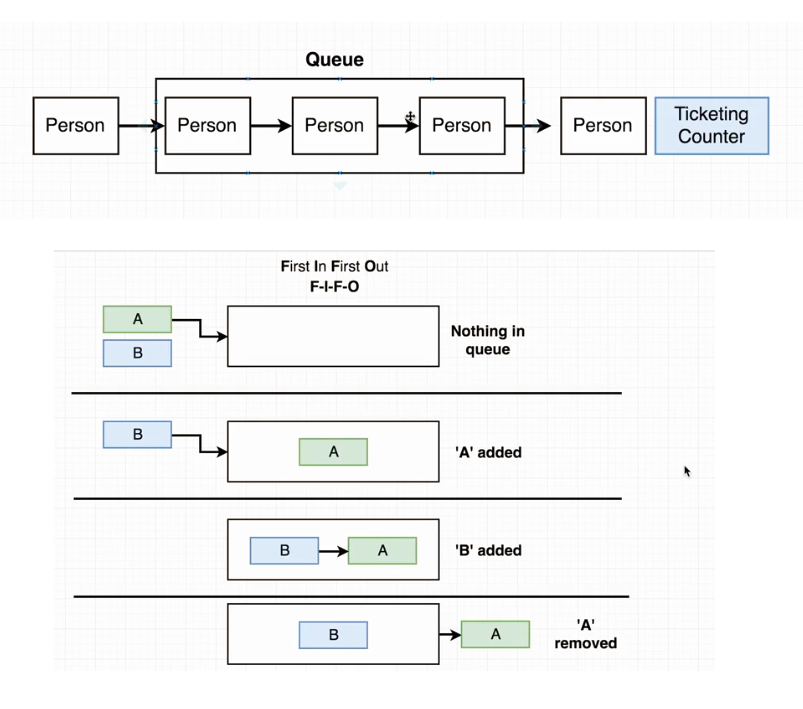 Queue
Person
Person
Person
Person
Person
Ticketing
Counter
First In First Out
F-I-F-O
A
B
Nothing in
queue
B
A
'A' added
B
A
'B' added
B
A
'A'
removed